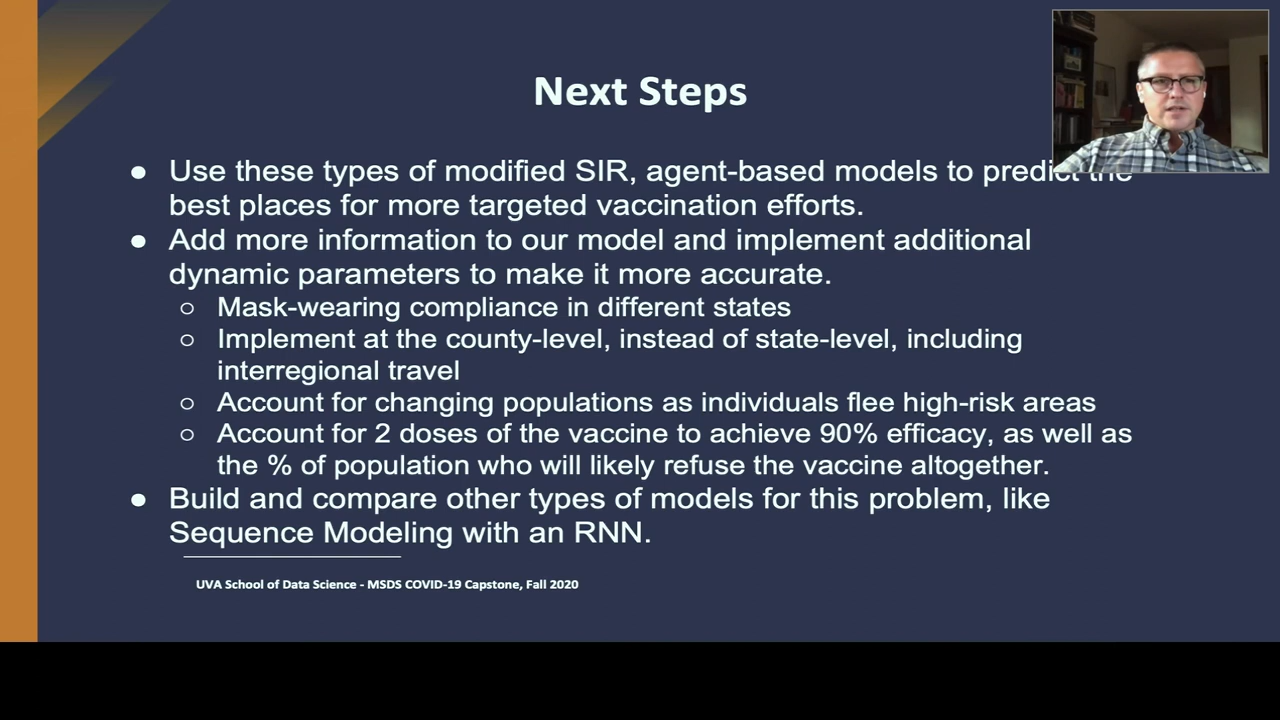 Next Steps
● Use these types of modified SIR, agent-based models to predict the
best places for more targeted vaccination efforts.
● Add more information to our model and implement additional
dynamic parameters to make it more accurate.
○ Mask-wearing compliance in different states
○ Implement at the county-level, instead of state-level, including
interregional travel
○ Account for changing populations as individuals flee high-risk areas
○ Account for 2 doses of the vaccine to achieve 90% efficacy, as well as
the % of population who will likely refuse the vaccine altogether.
● Build and compare other types of models for this problem, like
Sequence Modeling with an RNN.
UVA School of Data Science - MSDS COVID-19 Capstone, Fall 2020